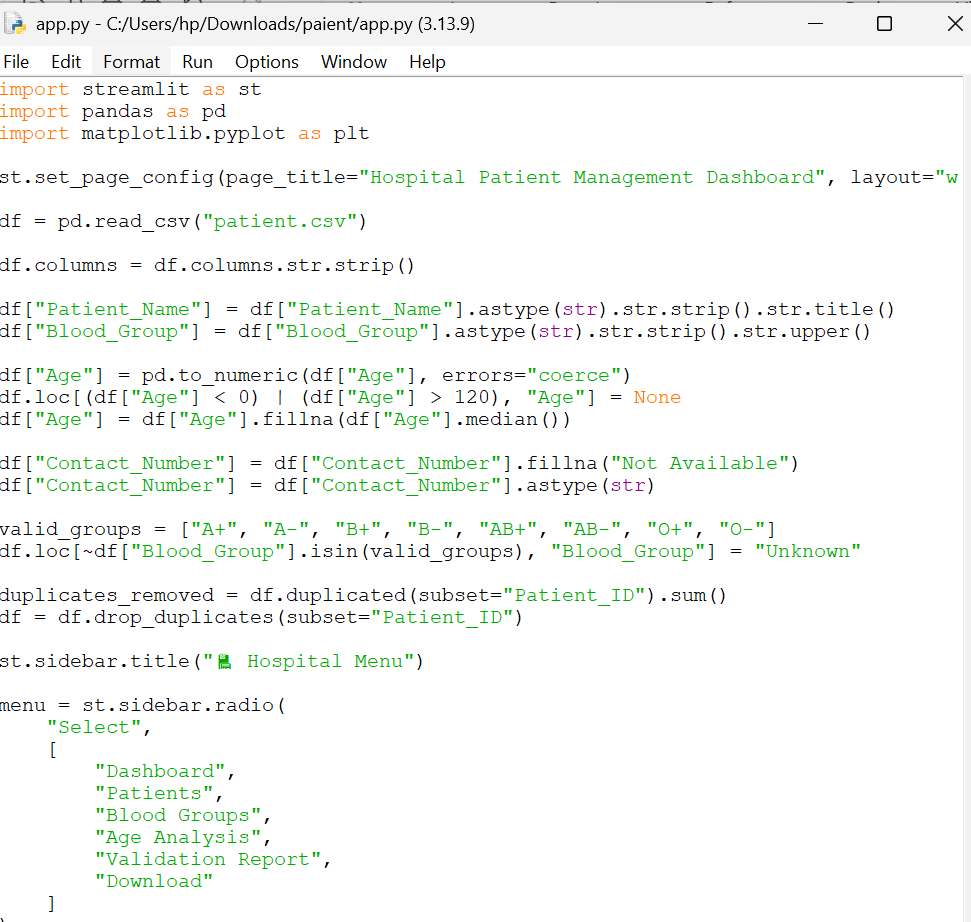 app.py - C:/Users/hp/Downloads/paient/app.py (3.13.9)
File Edit Format Run Options Window Help
import streamlit as st
import pandas as pd
import matplotlib.pyplot as plt
st.set_page_config(page_title="Hospital Patient Management Dashboard", layout="w
df = pd.read_csv("patient.csv")
df.columns = df.columns.str.strip()
df["Patient_Name"] = df["Patient_Name"].astype(str).str.strip().str.title()
df["Blood_Group"] = df["Blood_Group"].astype(str).str.strip().str.upper()
df["Age"] = pd.to_numeric(df["Age"], errors="coerce")
df.loc[(df["Age"] < 0) | (df["Age"] > 120), "Age"] = None
df["Age"] = df["Age"].fillna(df["Age"].median())
df["Contact_Number"] = df["Contact_Number"].fillna("Not Available")
df["Contact_Number"] = df["Contact_Number"].astype(str)
valid_groups = ["A+", "A-", "B+", "B-", "AB+", "AB-", "O+", "O-"]
df.loc[~df["Blood_Group"].isin(valid_groups), "Blood_Group"] = "Unknown"
duplicates_removed = df.duplicated(subset="Patient_ID").sum()
df = df.drop_duplicates(subset="Patient_ID")
st.sidebar.title("🏥 Hospital Menu")
menu = st.sidebar.radio(
    "Select",
    [
        "Dashboard",
        "Patients",
        "Blood Groups",
        "Age Analysis",
        "Validation Report",
        "Download"
    ]